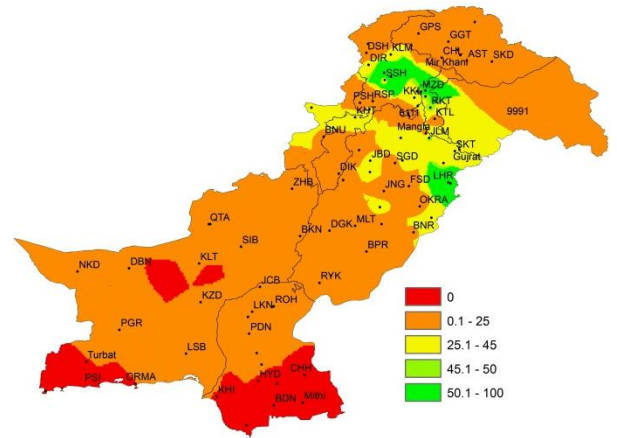 GPS
GGT
DSH KLM
CHL AST SKD
DIR Mir Khani
SSH
MZD
KKL
PSH RSP RKT
KHT KTL 9991
Mangla
BNU JLM
SKT
JBD SGD Gujrat
DIK
LHR
ZHB JNG FSD
OKRA
QTA DGK MLT BNR
BKN
SIB BPR
KLT
NKD DBN
JCB RYK
KZD LKN ROH
PGR PDN
LSB
Turbat
HYD CHH
PSI ORMA
KHI BDN Mithi
0
0.1 - 25
25.1 - 45
45.1 - 50
50.1 - 100